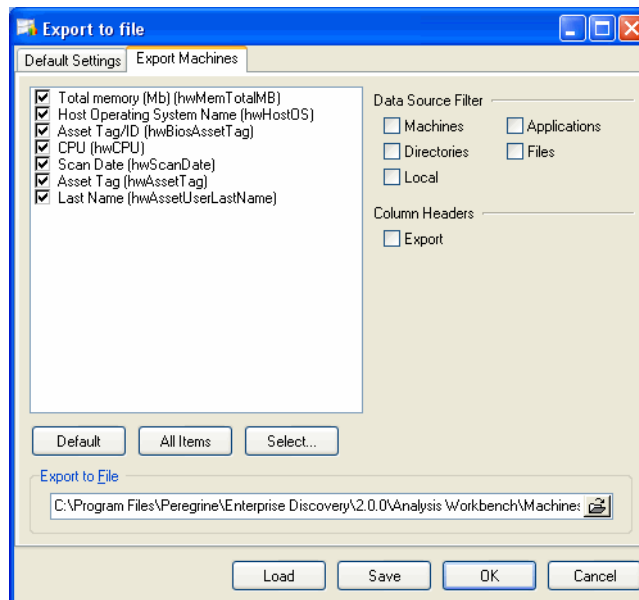 Export to file
Default Settings
Export Machines
Total memory (Mb) (hwMemTotalMB)
Host Operating System Name (hwHostOS)
Asset Tag/ID (hwBiosAssetTag)
CPU (hwCPU)
Scan Date (hwScanDate)
Asset Tag (hwAssetTag)
Last Name (hwAssetUserLastName)
Data Source Filter
Machines
Applications
Directories
Files
Local
Column Headers
Export
Default
All Items
Select...
Export to File
C:\Program Files\Peregrine\Enterprise Discovery\2.0.0\Analysis Workbench\Machines
Load
Save
OK
Cancel